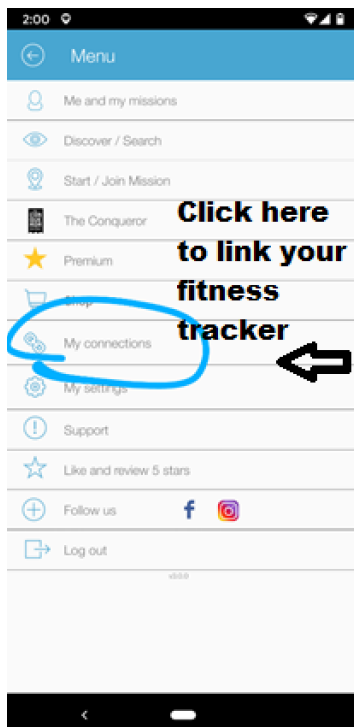 2:00
Menu
Me and my missions
Discover / Search
Start / Join Mission
The Conqueror
Premium
Shop
My connections
My settings
Support
Like and review 5 stars
Follow us
Log out
Click here
to link your
fitness
tracker